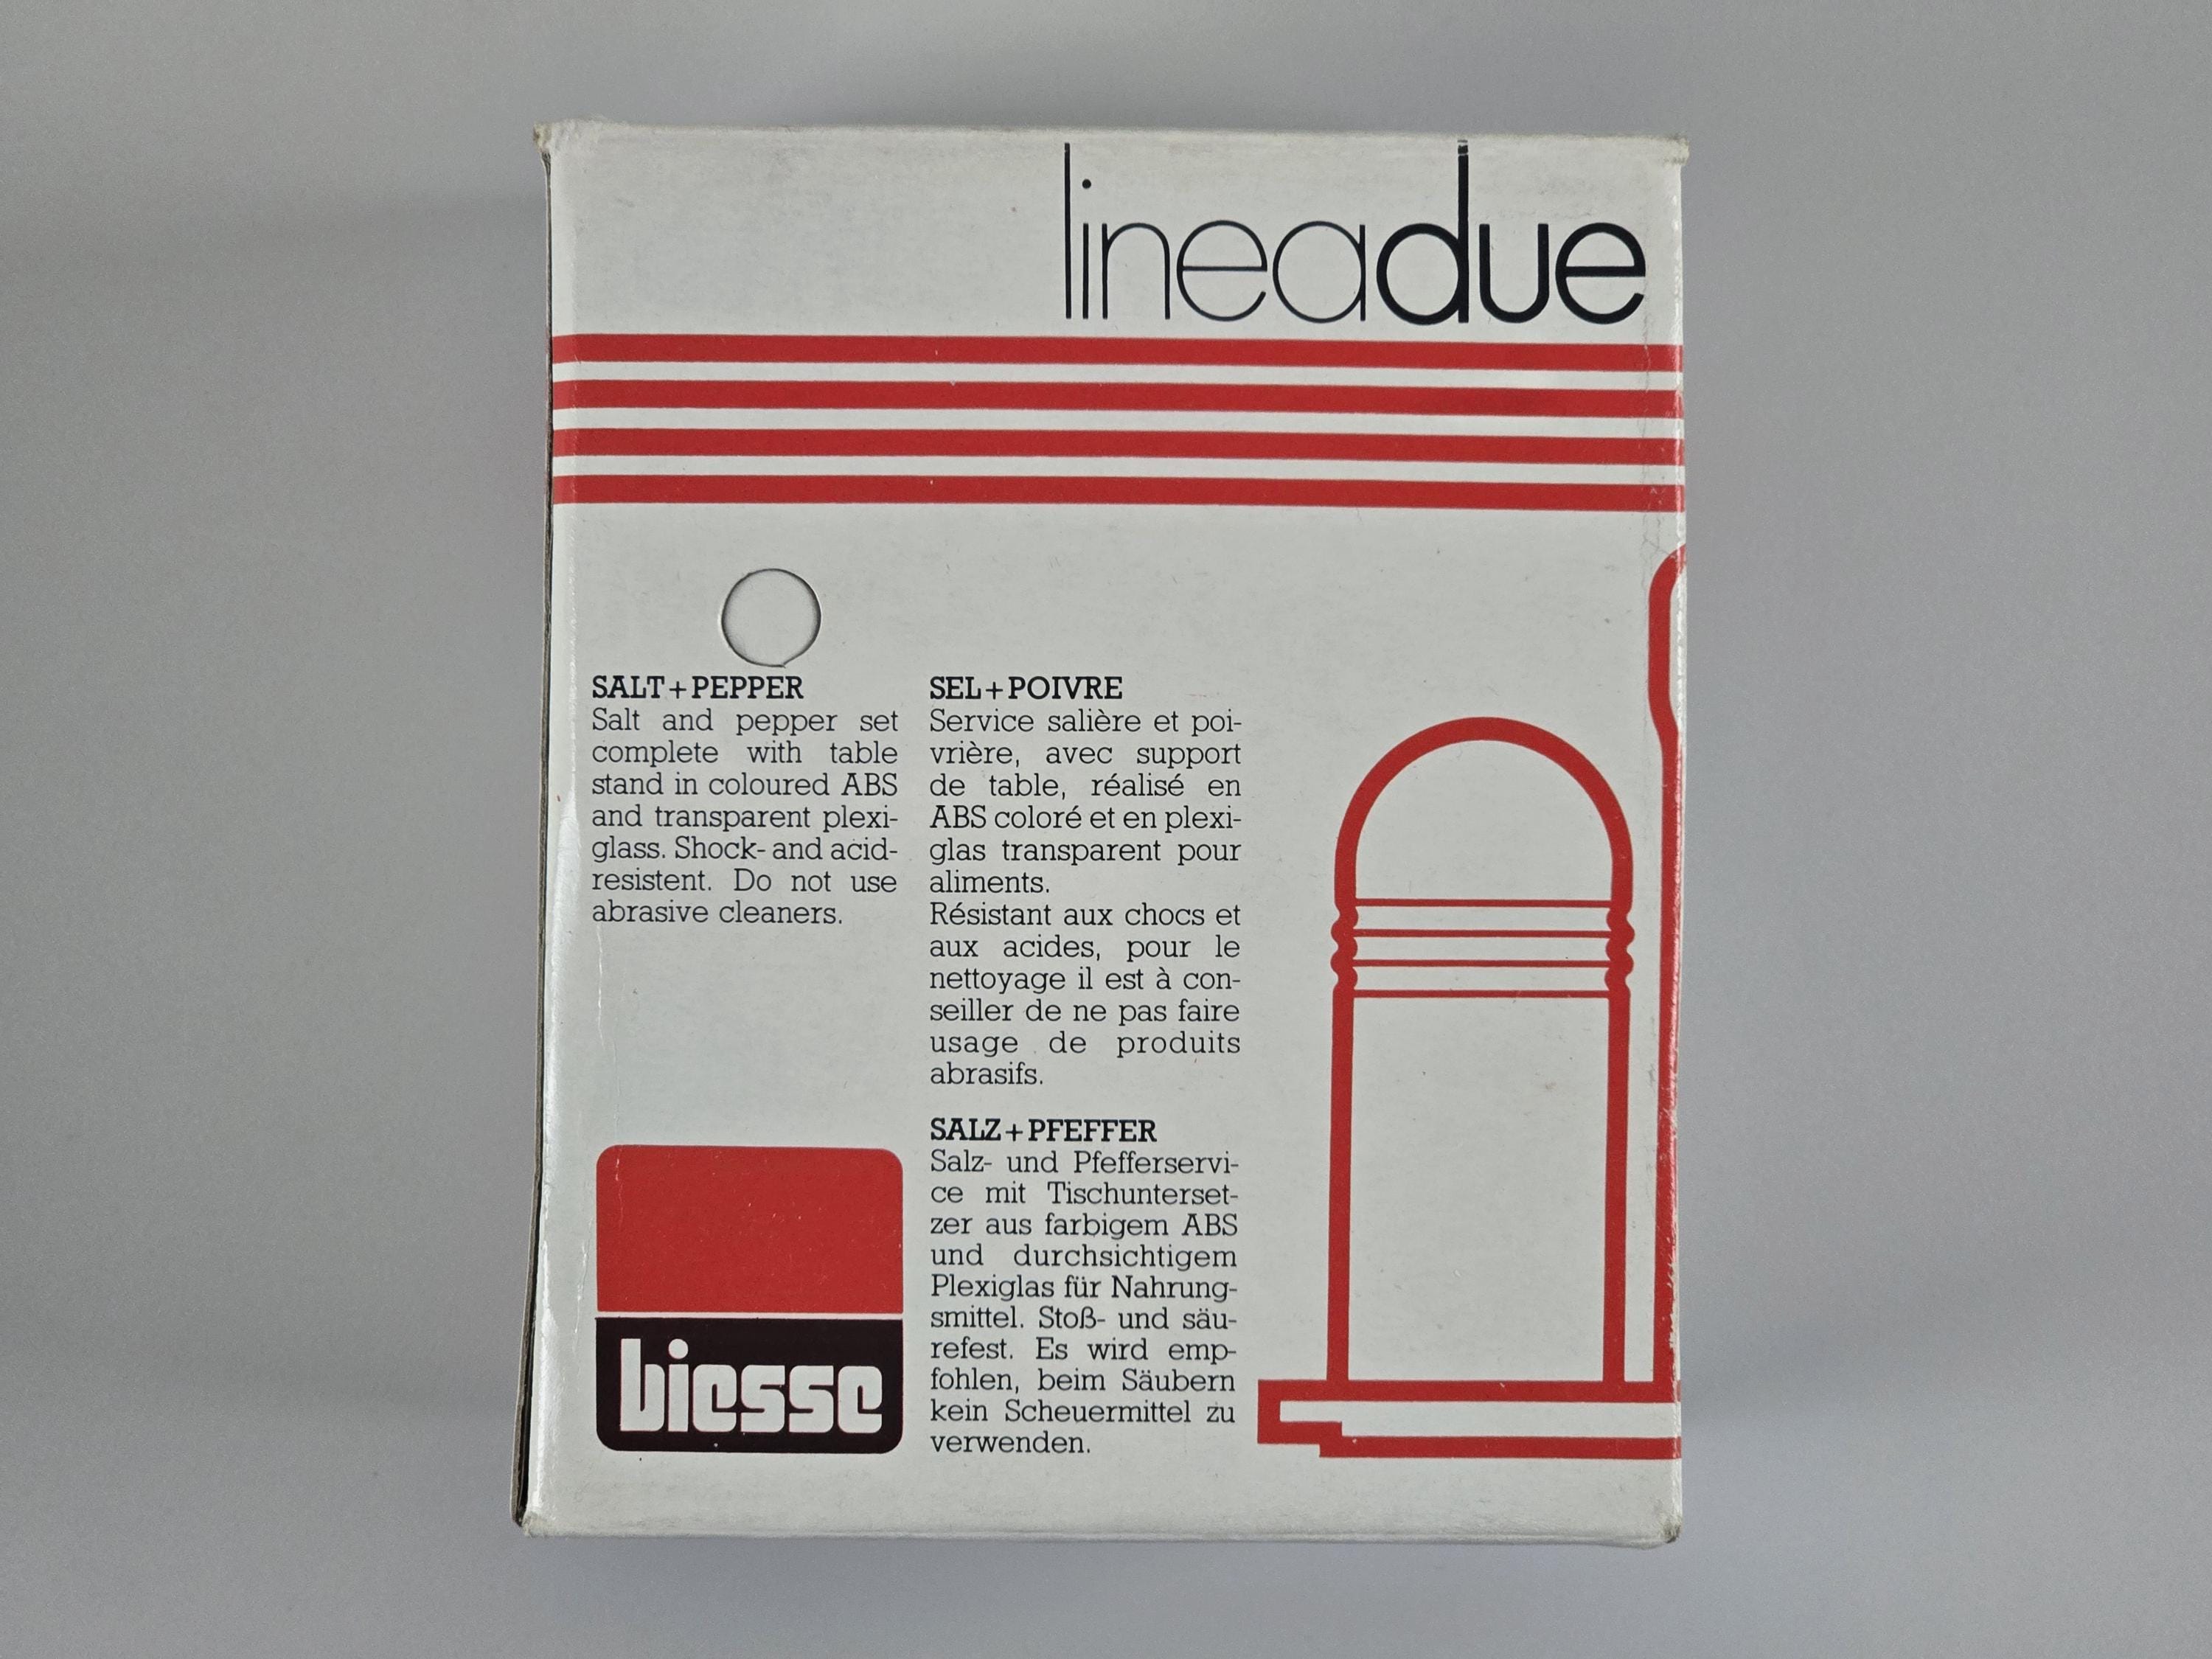 lineadue
SALT+PEPPER
Salt and pepper set
complete with table
stand in coloured ABS
and transparent plexi-
glass. Shock- and acid-
resistent. Do not use
abrasive cleaners.
SEL+POIVRE
Service salière et poi-
vrière, avec support
de table, réalisé en
ABS coloré et en plexi-
glas transparent pour
aliments.
Résistant aux chocs et
aux acides, pour le
nettoyage il est à con-
seiller de ne pas faire
usage de produits
abrasifs.
SALZ+PFEFFER
Salz- und Pfefferservi-
ce mit Tischunterset-
zer aus farbigem ABS
und durchsichtigem
Plexiglas für Nahrung-
smittel. Stoß- und säu-
refest. Es wird emp-
fohlen, beim Säubern
kein Scheuermittel zu
verwenden.
biesse